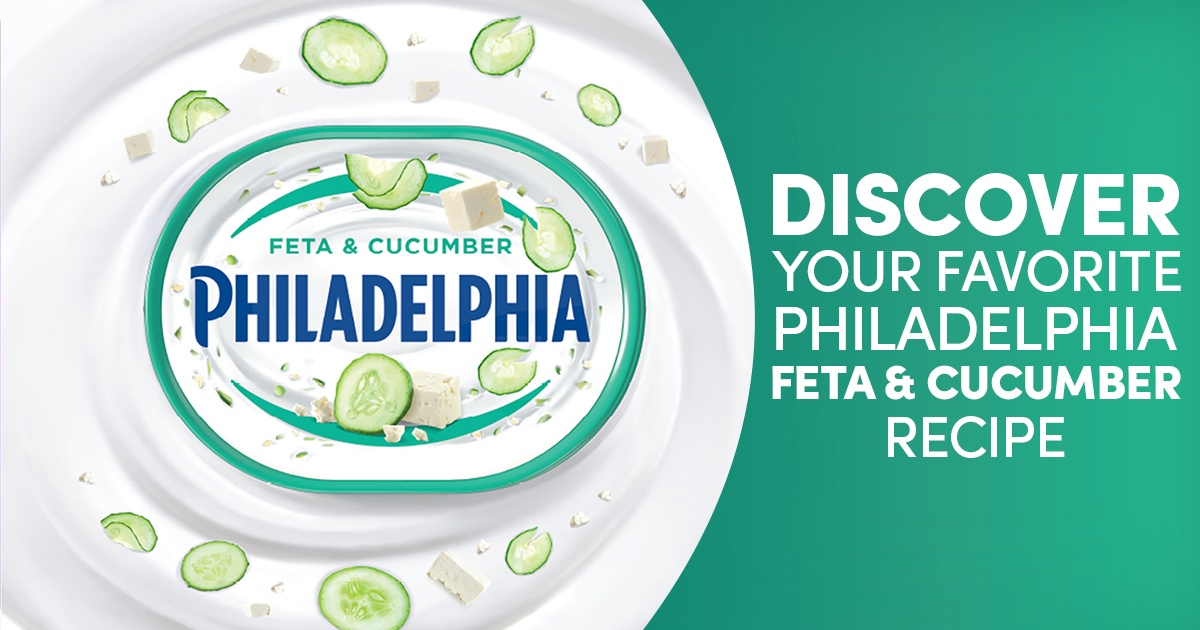 FETA & CUCUMBER
PHILADELPHIA
DISCOVER
YOUR FAVORITE
PHILADELPHIA
FETA & CUCUMBER
RECIPE